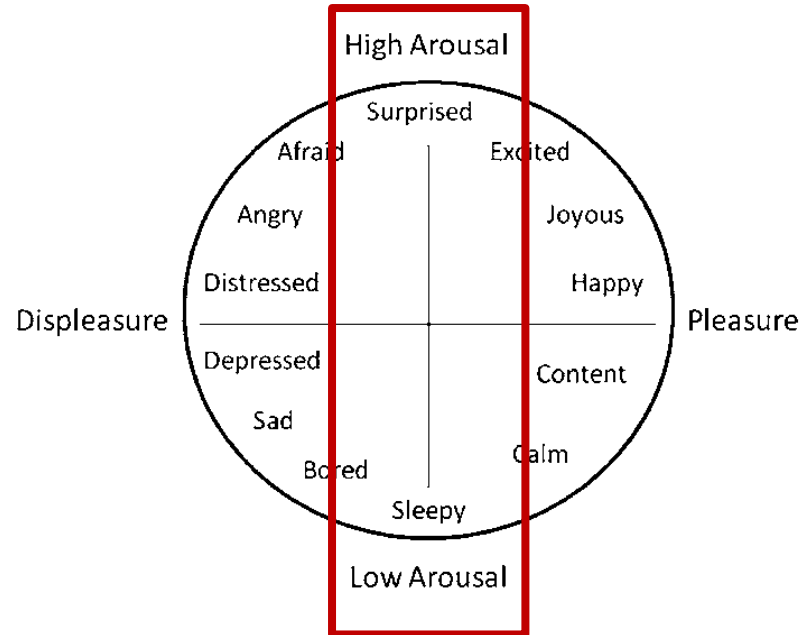 High Arousal
Surprised
Afraid
Excited
Angry
Joyous
Distressed
Happy
Displeasure
Pleasure
Depressed
Content
Sad
Calm
Bored
Sleepy
Low Arousal